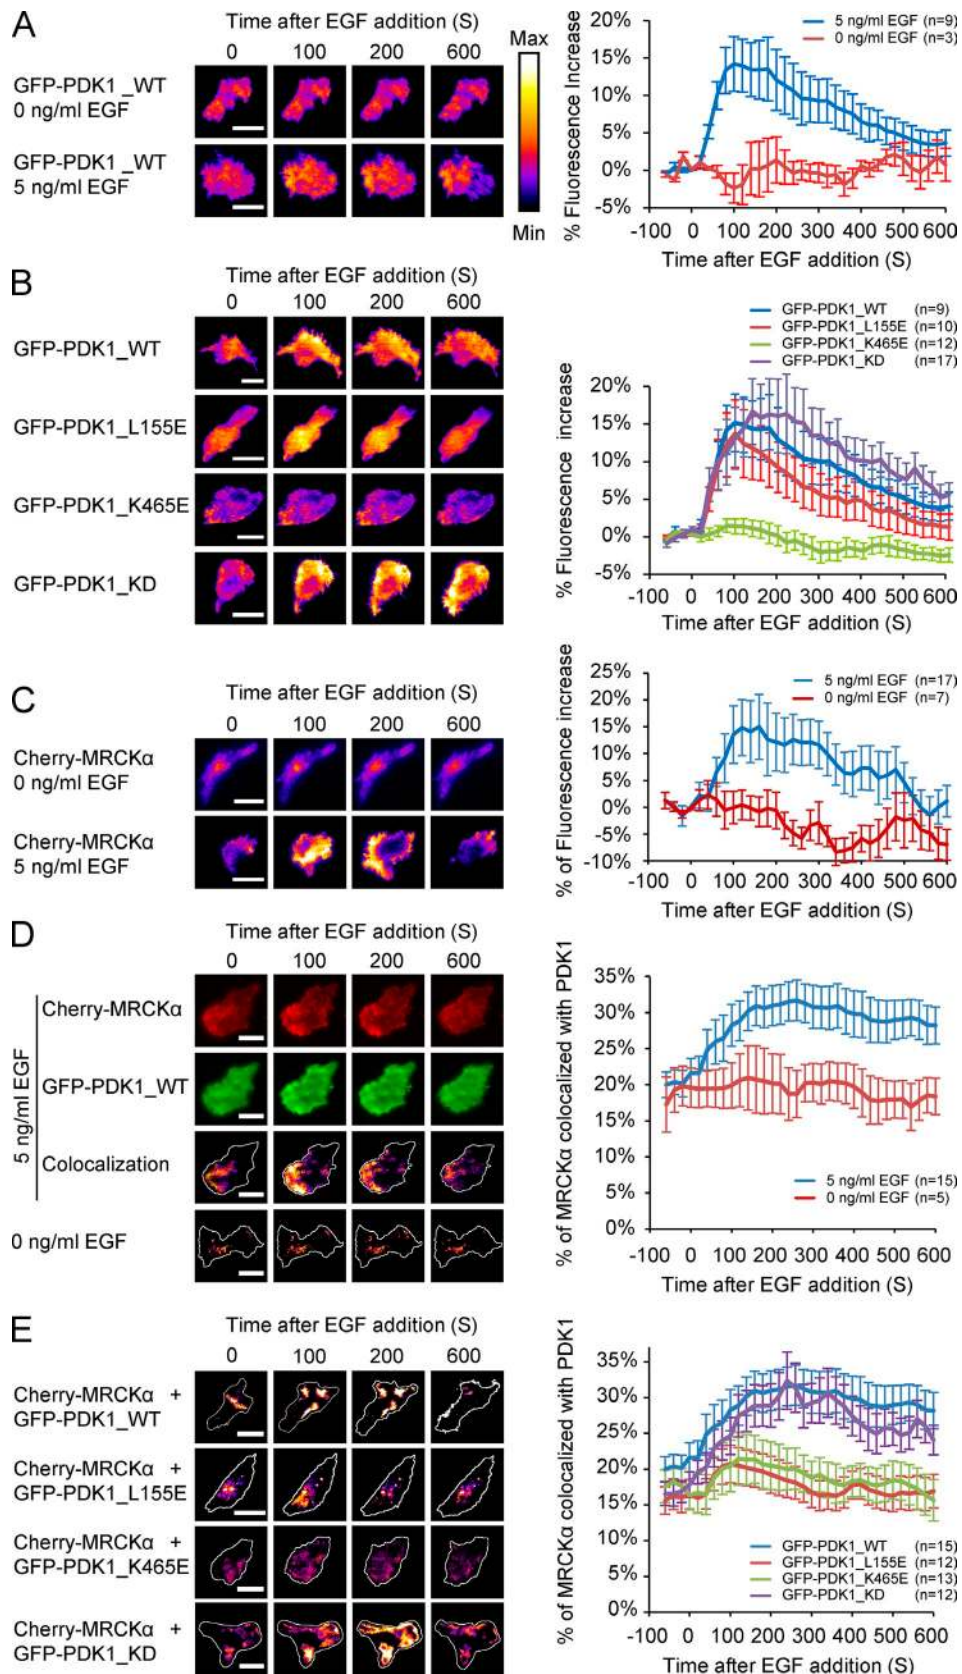 A
Time after EGF addition (S)
0 100 200 600
GFP-PDK1_WT
0 ng/ml EGF
GFP-PDK1_WT
5 ng/ml EGF
Max
Min
5 ng/ml EGF (n=9)
0 ng/ml EGF (n=3)
% Fluorescence Increase
20%
15%
10%
5%
0%
-5%
-100 0 100 200 300 400 500 600
Time after EGF addition (S)
B
Time after EGF addition (S)
0 100 200 600
GFP-PDK1_WT
GFP-PDK1_L155E
GFP-PDK1_K465E
GFP-PDK1_KD
GFP-PDK1_WT (n=9)
GFP-PDK1_L155E (n=10)
GFP-PDK1_K465E (n=12)
GFP-PDK1_KD (n=17)
% Fluorescence increase
20%
15%
10%
5%
0%
-5%
-100 0 100 200 300 400 500 600
Time after EGF addition (S)
C
Time after EGF addition (S)
0 100 200 600
Cherry-MRCKα
0 ng/ml EGF
Cherry-MRCKα
5 ng/ml EGF
5 ng/ml EGF (n=17)
0 ng/ml EGF (n=7)
% of Fluorescence increase
25%
20%
15%
10%
5%
0%
-5%
-10%
-100 0 100 200 300 400 500 600
Time after EGF addition (S)
D
Time after EGF addition (S)
0 100 200 600
5 ng/ml EGF
Cherry-MRCKα
GFP-PDK1_WT
Colocalization
0 ng/ml EGF
% of MRCKα colocalized with PDK1
35%
30%
25%
20%
15%
10%
5%
0%
5 ng/ml EGF (n=15)
0 ng/ml EGF (n=5)
-100 0 100 200 300 400 500 600
Time after EGF addition (S)
E
Time after EGF addition (S)
0 100 200 600
Cherry-MRCKα +
GFP-PDK1_WT
Cherry-MRCKα +
GFP-PDK1_L155E
Cherry-MRCKα +
GFP-PDK1_K465E
Cherry-MRCKα +
GFP-PDK1_KD
% of MRCKα colocalized with PDK1
35%
30%
25%
20%
15%
10%
5%
0%
GFP-PDK1_WT (n=15)
GFP-PDK1_L155E (n=12)
GFP-PDK1_K465E (n=13)
GFP-PDK1_KD (n=12)
-100 0 100 200 300 400 500 600
Time after EGF addition (S)